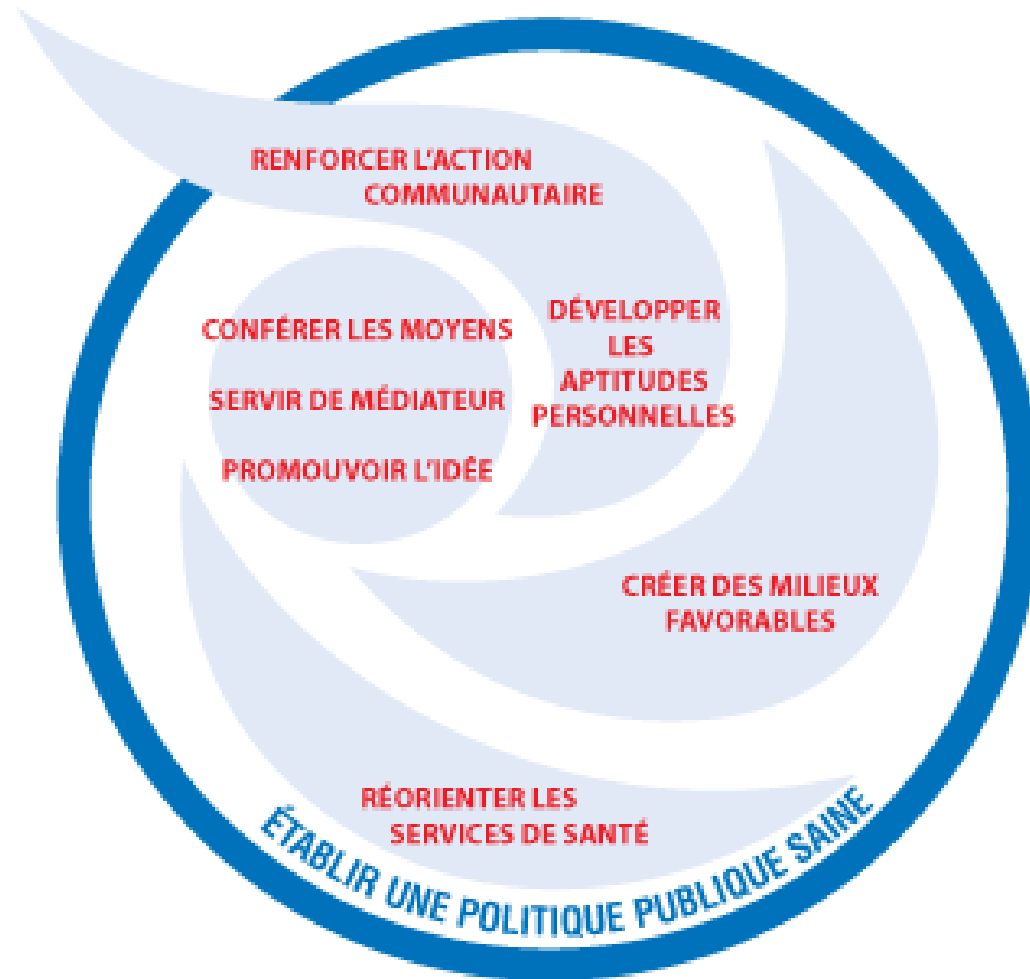 RENFORCER L'ACTION
COMMUNAUTAIRE
CONFÉRER LES MOYENS
SERVIR DE MÉDIATEUR
PROMOUVOIR L'IDÉE
DÉVELOPPER
LES
APTITUDES
PERSONNELLES
CRÉER DES MILIEUX
FAVORABLES
RÉORIENTER LES
SERVICES DE SANTÉ
ÉTABLIR UNE POLITIQUE PUBLIQUE SAINE